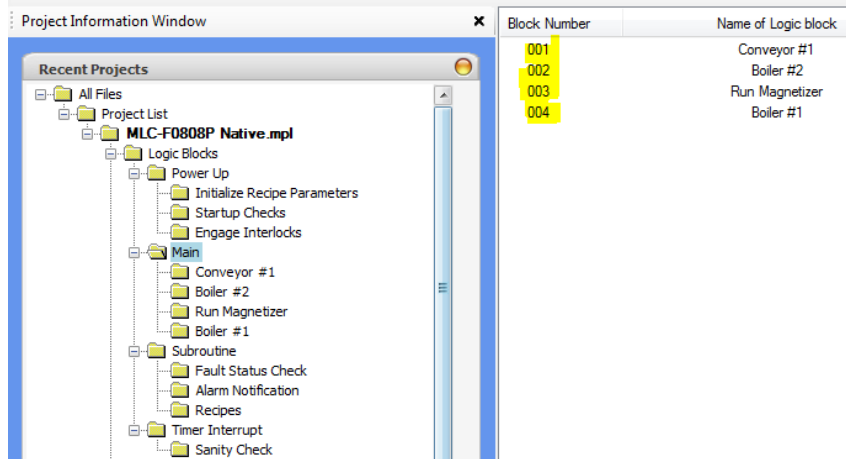 Project Information Window
Recent Projects
All Files
Project List
MLC-F0808P Native.mpl
Logic Blocks
Power Up
Initialize Recipe Parameters
Startup Checks
Engage Interlocks
Main
Conveyor #1
Boiler #2
Run Magnetizer
Boiler #1
Subroutine
Fault Status Check
Alarm Notification
Recipes
Timer Interrupt
Sanity Check
Block Number Name of Logic block
001 Conveyor #1
002 Boiler #2
003 Run Magnetizer
004 Boiler #1